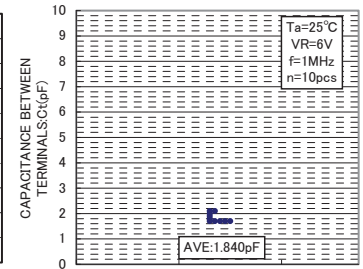 10
9
8
7
6
5
4
3
2
1
0
CAPACITANCE BETWEEN
TERMINALS:Ct(pF)
Ta=25℃
VR=6V
f=1MHz
n=10pcs
AVE:1.840pF